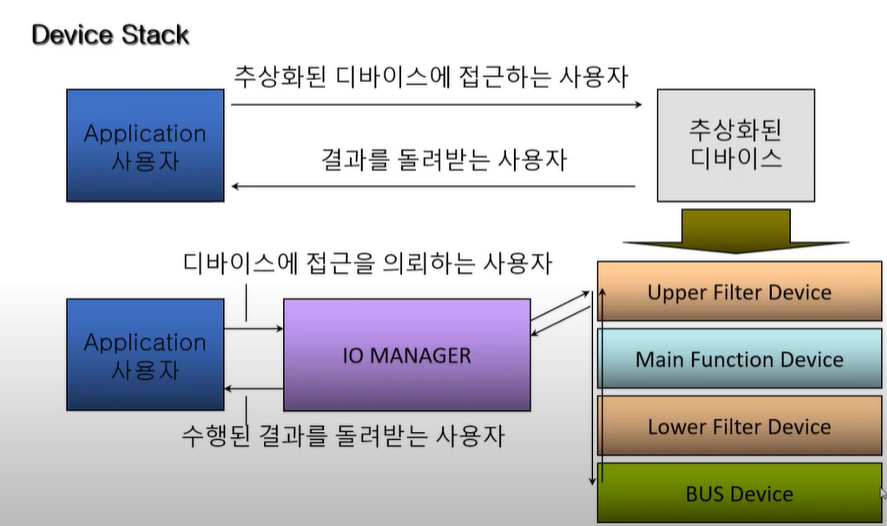 Device Stack
추상화된 디바이스에 접근하는 사용자
Application
사용자
추상화된
디바이스
결과를 돌려받는 사용자
디바이스에 접근을 의뢰하는 사용자
Application
사용자
IO MANAGER
수행된 결과를 돌려받는 사용자
Upper Filter Device
Main Function Device
Lower Filter Device
BUS Device